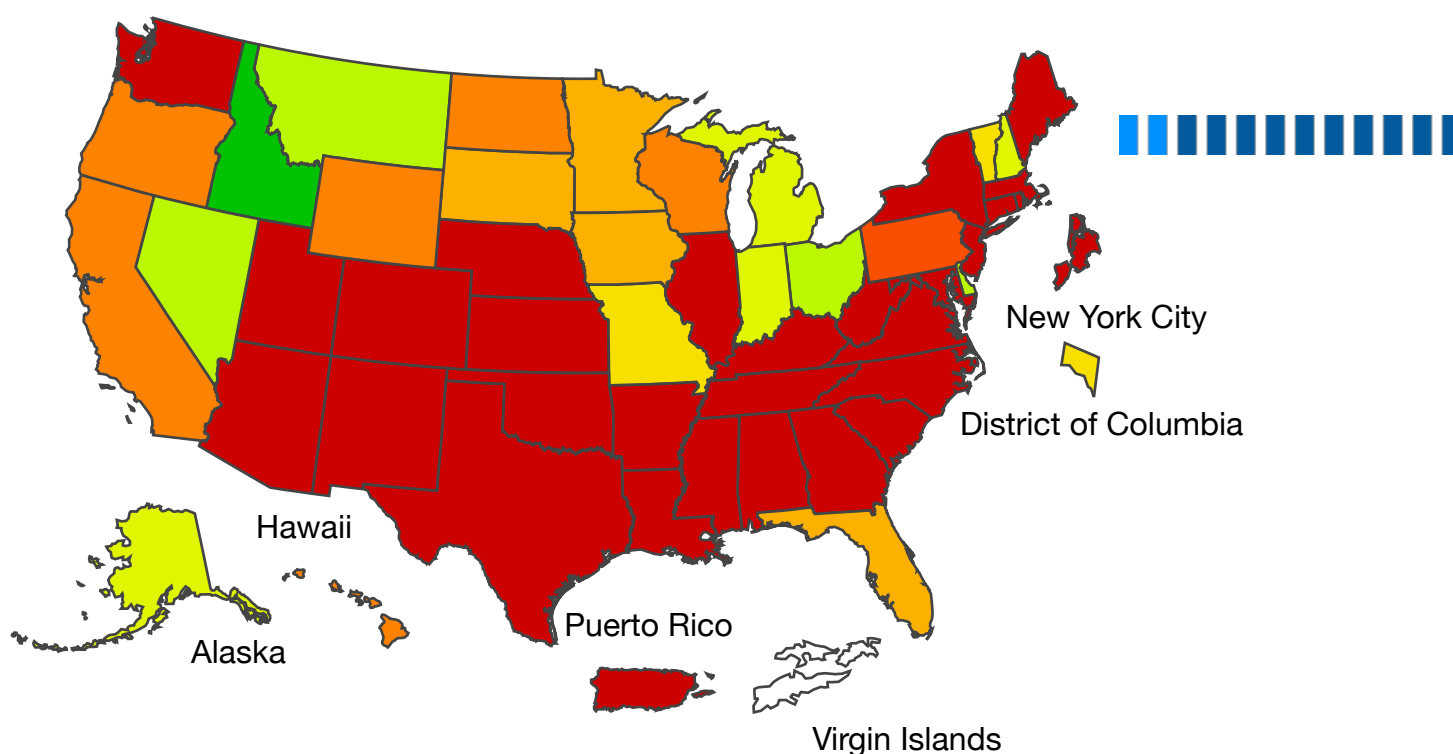 New York City
District of Columbia
Hawaii
Puerto Rico
Alaska
Virgin Islands